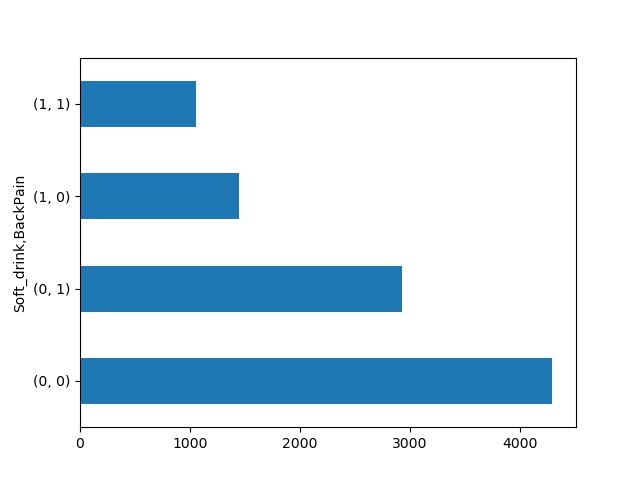 Soft_drink,BackPain
(1, 1)
(1, 0)
(0, 1)
(0, 0)
0 1000 2000 3000 4000